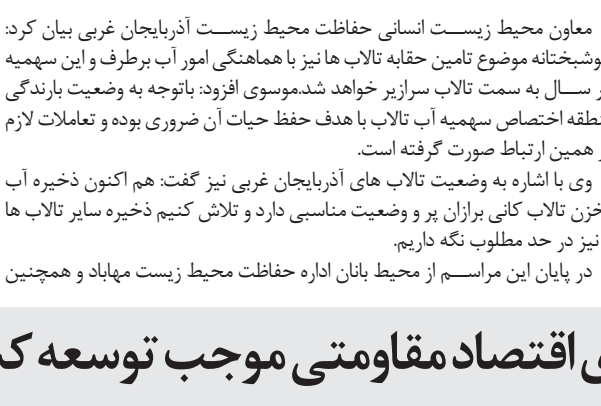 معاون محیط زیست انسانی حفاظت محیط زیست آذربایجان غربی بیان کرد:
وشبختانه موضوع تامین حقابه تالاب ها نیز با هماهنگی امور آب برطرف و این سهمیه
ر سال به سمت تالاب سرازیر خواهد شد.موسوی افزود: باتوجه به وضعیت بارندگی
نطقه اختصاص سهمیه آب تالاب با هدف حفظ حیات آن ضروری بوده و تعاملات لازم
ر همین ارتباط صورت گرفته است.
وی با اشاره به وضعیت تالاب های آذربایجان غربی نیز گفت: هم اکنون ذخیره آب
خزن تالاب کانی برازان پر و وضعیت مناسبی دارد و تلاش کنیم ذخیره سایر تالاب ها
نیز در حد مطلوب نگه داریم.
در پایان این مراسم از محیط بانان اداره حفاظت محیط زیست مهاباد و همچنین
ی اقتصاد مقاومتی موجب توسعه ک